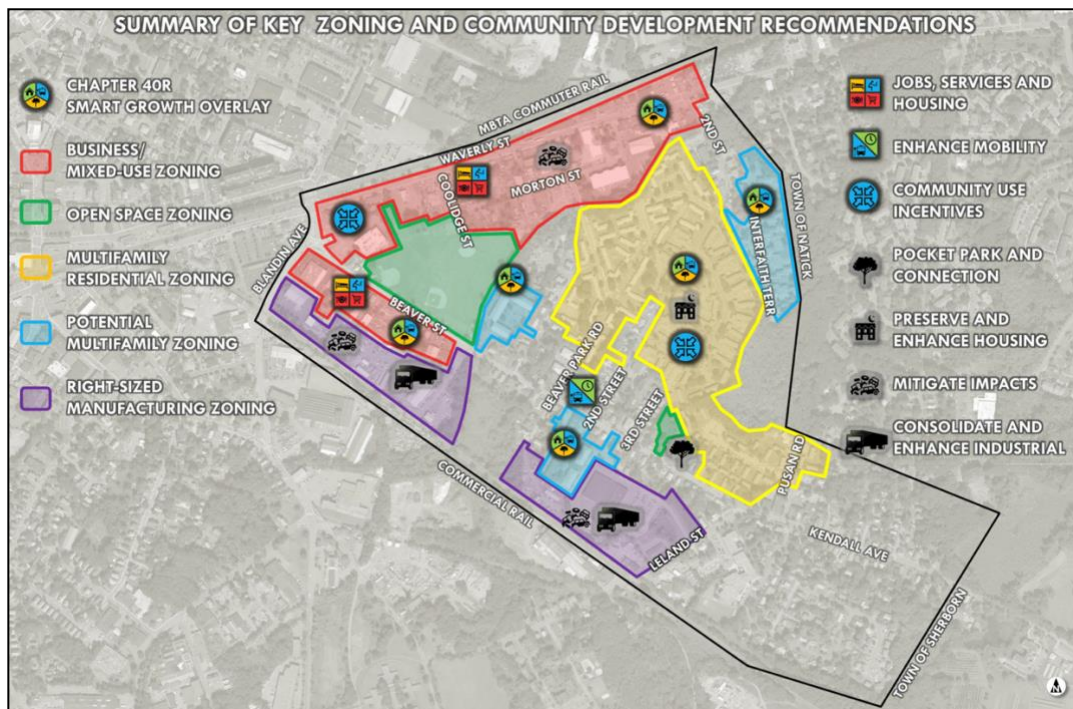 SUMMARY OF KEY ZONING AND COMMUNITY DEVELOPMENT RECOMMENDATIONS
CHAPTER 40R
SMART GROWTH OVERLAY
BUSINESS/
MIXED-USE ZONING
OPEN SPACE ZONING
MULTIFAMILY
RESIDENTIAL ZONING
POTENTIAL
MULTIFAMILY ZONING
RIGHT-SIZED
MANUFACTURING ZONING
MBTA COMMUTER RAIL
WAVERLY ST
COOLIDGE ST
MORTON ST
2ND ST
TOWN OF NATICK
INTERFAITH TERR
BLANDIN AVE
BEAVER ST
BEAVER PARK RD
2ND STREET
3RD STREET
PUSAN RD
COMMERCIAL RAIL
LELAND ST
KENDALL AVE
TOWN OF SHERBORN
JOBS, SERVICES AND
HOUSING
ENHANCE MOBILITY
COMMUNITY USE
INCENTIVES
POCKET PARK AND
CONNECTION
PRESERVE AND
ENHANCE HOUSING
MITIGATE IMPACTS
CONSOLIDATE AND
ENHANCE INDUSTRIAL
N